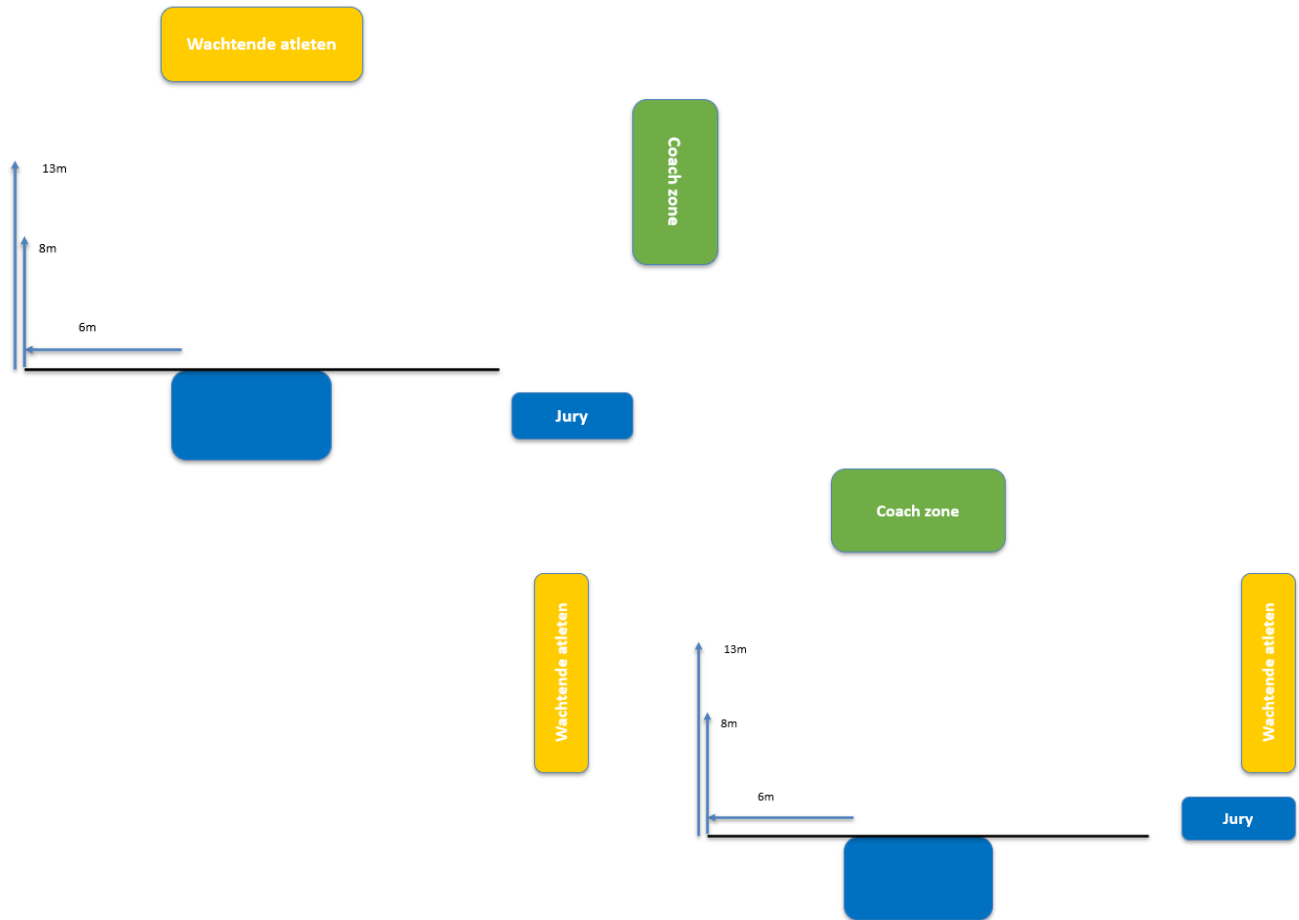 Wachtende atleten
Coach zone
13m
8m
6m
Jury
Coach zone
Wachtende atleten
Wachtende atleten
13m
8m
6m
Jury